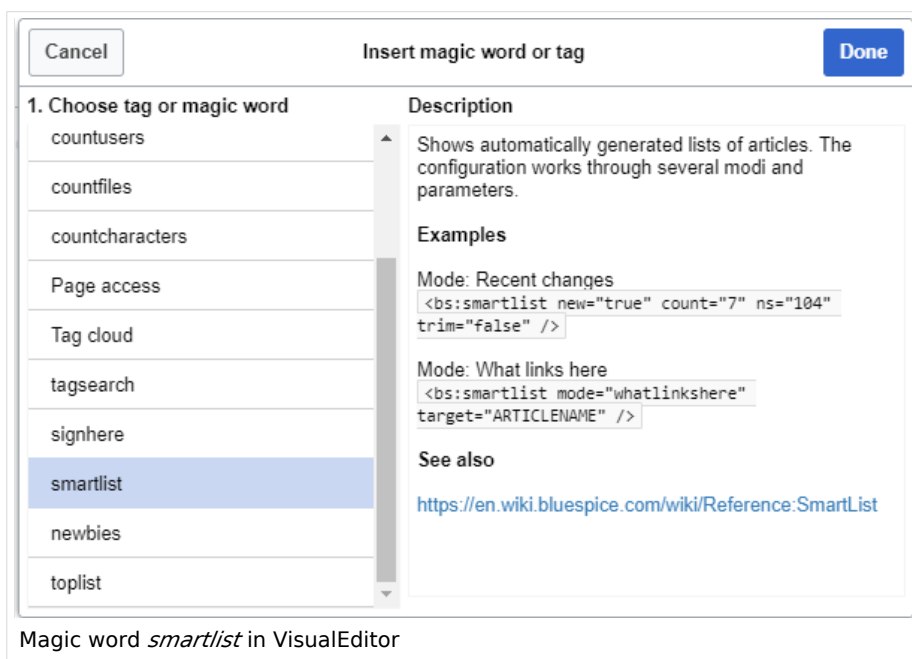 Cancel
Insert magic word or tag
Done
1. Choose tag or magic word
countusers
countfiles
countcharacters
Page access
Tag cloud
tagsearch
signhere
smartlist
newbies
toplist
Description
Shows automatically generated lists of articles. The
configuration works through several modi and
parameters.
Examples
Mode: Recent changes
<bs:smartlist new="true" count="7" ns="104"
trim="false" />
Mode: What links here
<bs:smartlist mode="whatlinkshere"
target="ARTICLENAME" />
See also
https://en.wiki.bluespice.com/wiki/Reference:SmartList
Magic word smartlist in VisualEditor